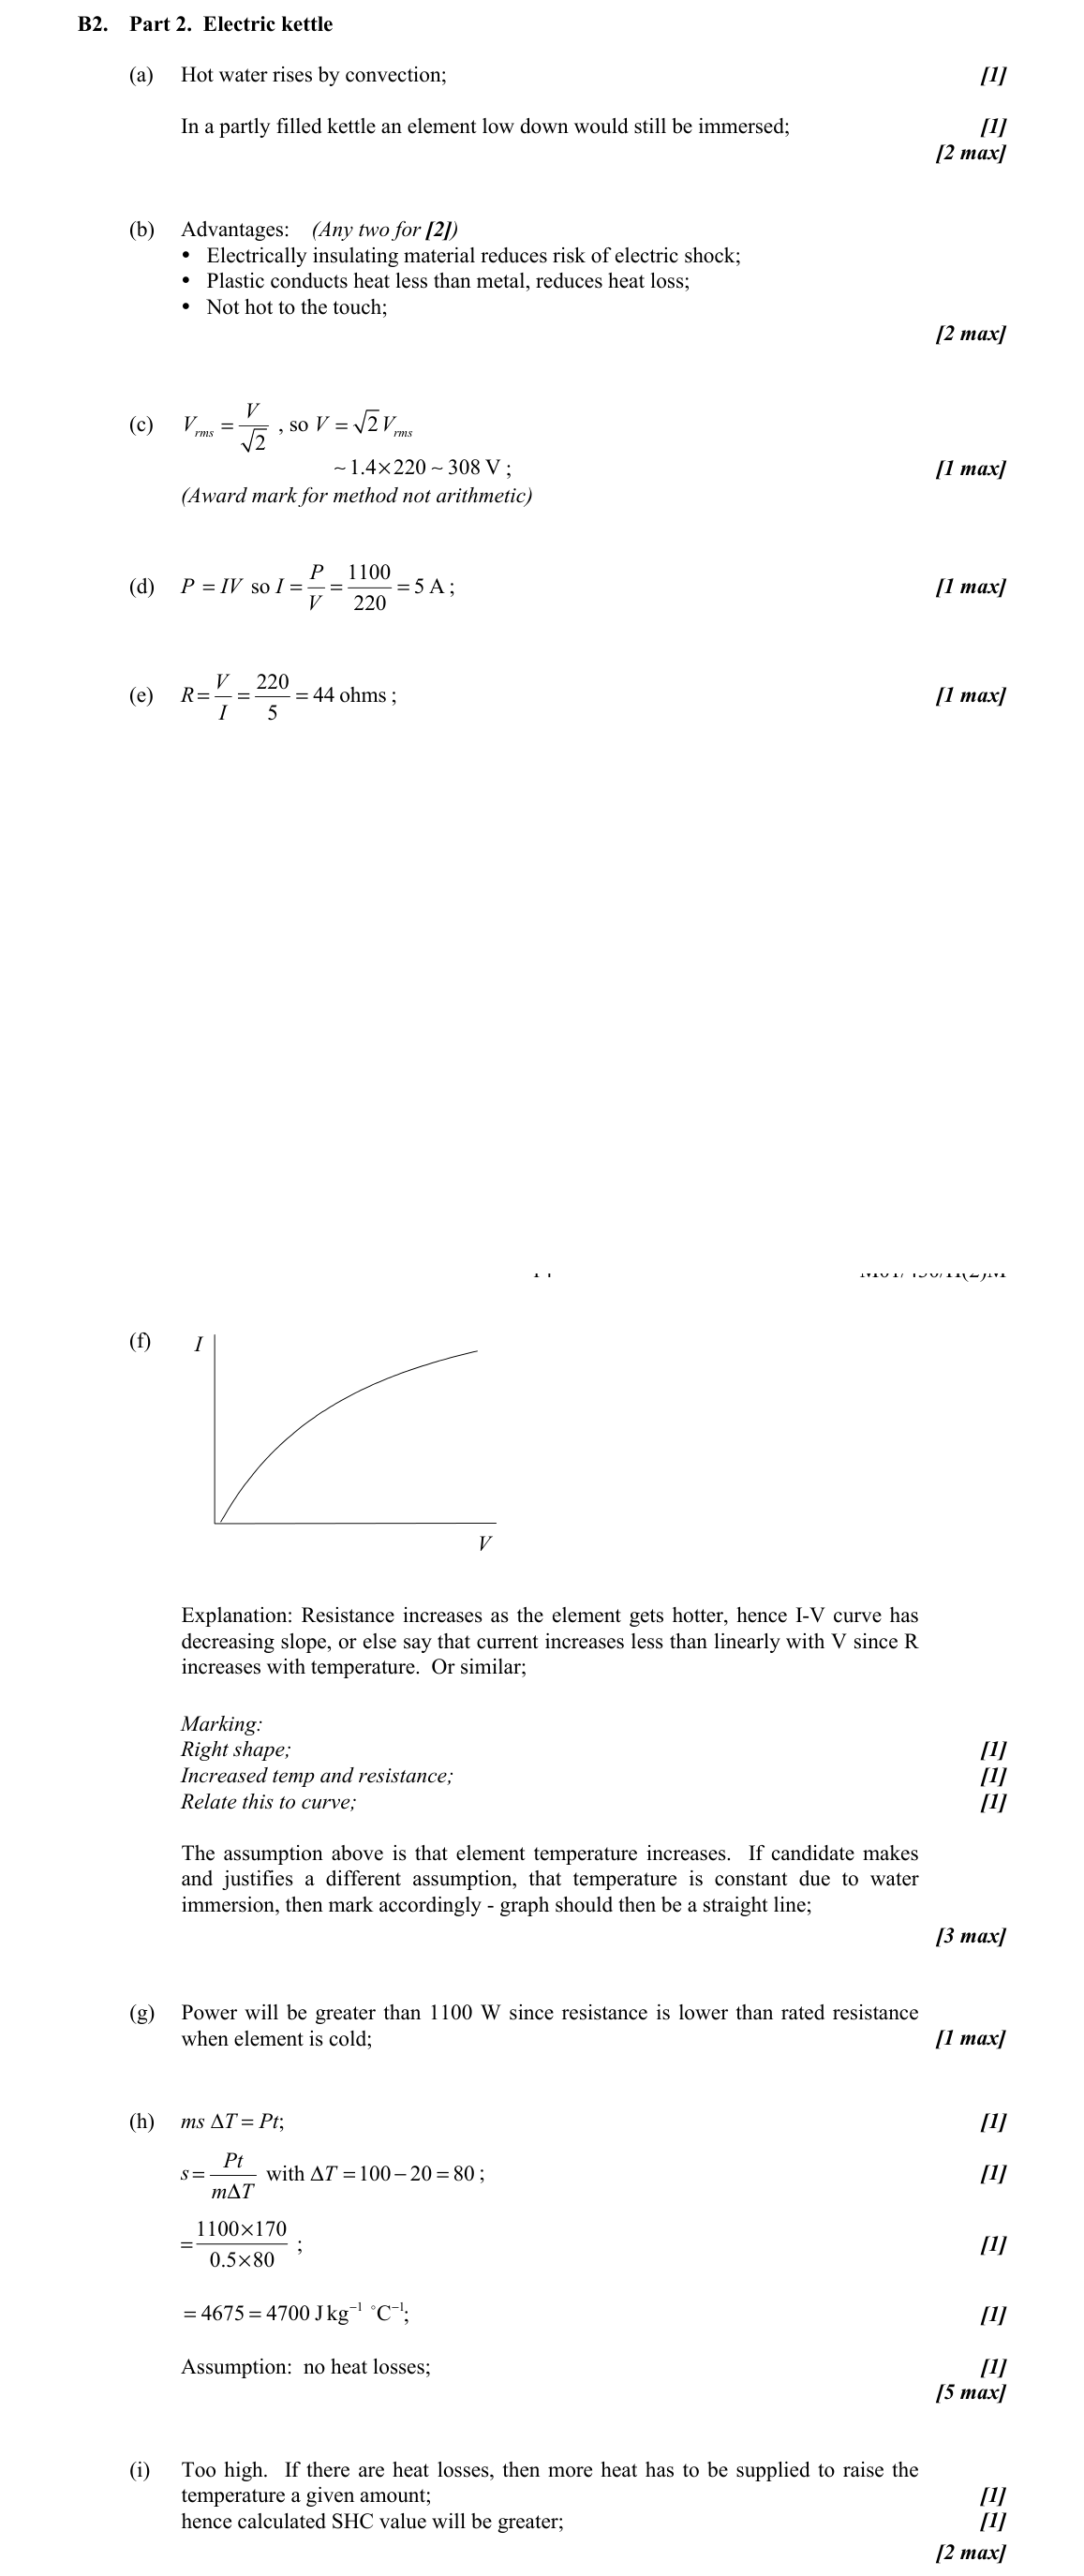 B2. Part 2. Electric kettle
(a) Hot water rises by convection; [1]
In a partly filled kettle an element low down would still be immersed; [1]
[2 max]
(b) Advantages: (Any two for [2])
• Electrically insulating material reduces risk of electric shock;
• Plastic conducts heat less than metal, reduces heat loss;
• Not hot to the touch;
[2 max]
(c) V_rms = V/√2 , so V = √2 V_rms
~ 1.4×220 ~ 308 V ; [1 max]
(Award mark for method not arithmetic)
(d) P = IV so I = P/V = 1100/220 = 5 A ; [1 max]
(e) R = V/I = 220/5 = 44 ohms ; [1 max]
(f) I
V
Explanation: Resistance increases as the element gets hotter, hence I-V curve has
decreasing slope, or else say that current increases less than linearly with V since R
increases with temperature. Or similar;
Marking:
Right shape; [1]
Increased temp and resistance; [1]
Relate this to curve; [1]
The assumption above is that element temperature increases. If candidate makes
and justifies a different assumption, that temperature is constant due to water
immersion, then mark accordingly - graph should then be a straight line;
[3 max]
(g) Power will be greater than 1100 W since resistance is lower than rated resistance
when element is cold; [1 max]
(h) ms ΔT = Pt; [1]
s = Pt/mΔT with ΔT = 100 − 20 = 80 ; [1]
= 1100×170/0.5×80 ; [1]
= 4675 = 4700 J kg⁻¹ °C⁻¹; [1]
Assumption: no heat losses; [1]
[5 max]
(i) Too high. If there are heat losses, then more heat has to be supplied to raise the
temperature a given amount; [1]
hence calculated SHC value will be greater; [1]
[2 max]